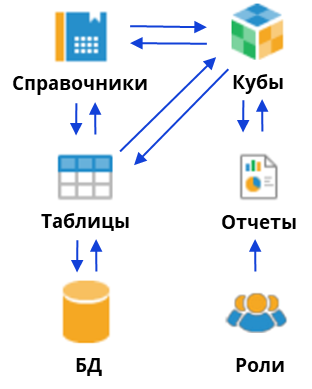 Справочники
Кубы
Таблицы
Отчеты
БД
Роли